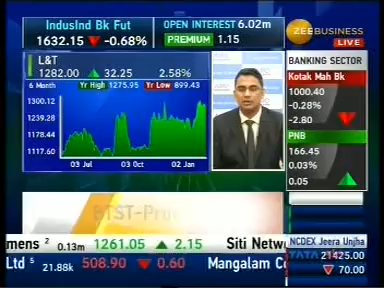 IndusInd Bk Fut
1632.15 -0.68%
OPEN INTEREST 6.02m
PREMIUM 1.15
ZEE BUSINESS
LIVE
L&T
1282.00 32.25 2.58%
6 Month Yr High 1275.95 Yr Low 899.43
1300.12
1239.28
1178.44
1117.60
03 Jul 03 Oct 02 Jan
BANKING SECTOR
Kotak Mah Bk
1000.40
-0.28%
-2.80
PNB
166.45
0.03%
0.05
mens 2 0.13m 1261.05 2.15 Siti Netw
Ltd 5 21.88k 508.90 0.60 Mangalam C
NCDEX Jeera Unjha
21425.00
70.00